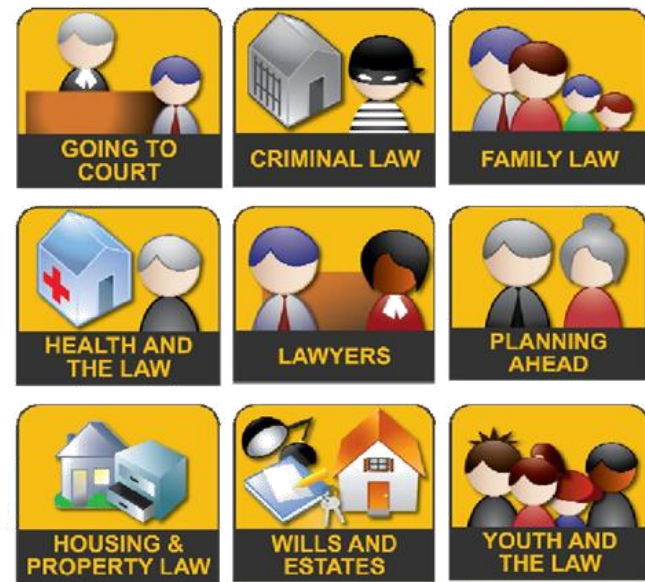 GOING TO
COURT
CRIMINAL LAW
FAMILY LAW
HEALTH AND
THE LAW
LAWYERS
PLANNING
AHEAD
HOUSING &
PROPERTY LAW
WILLS AND
ESTATES
YOUTH AND
THE LAW